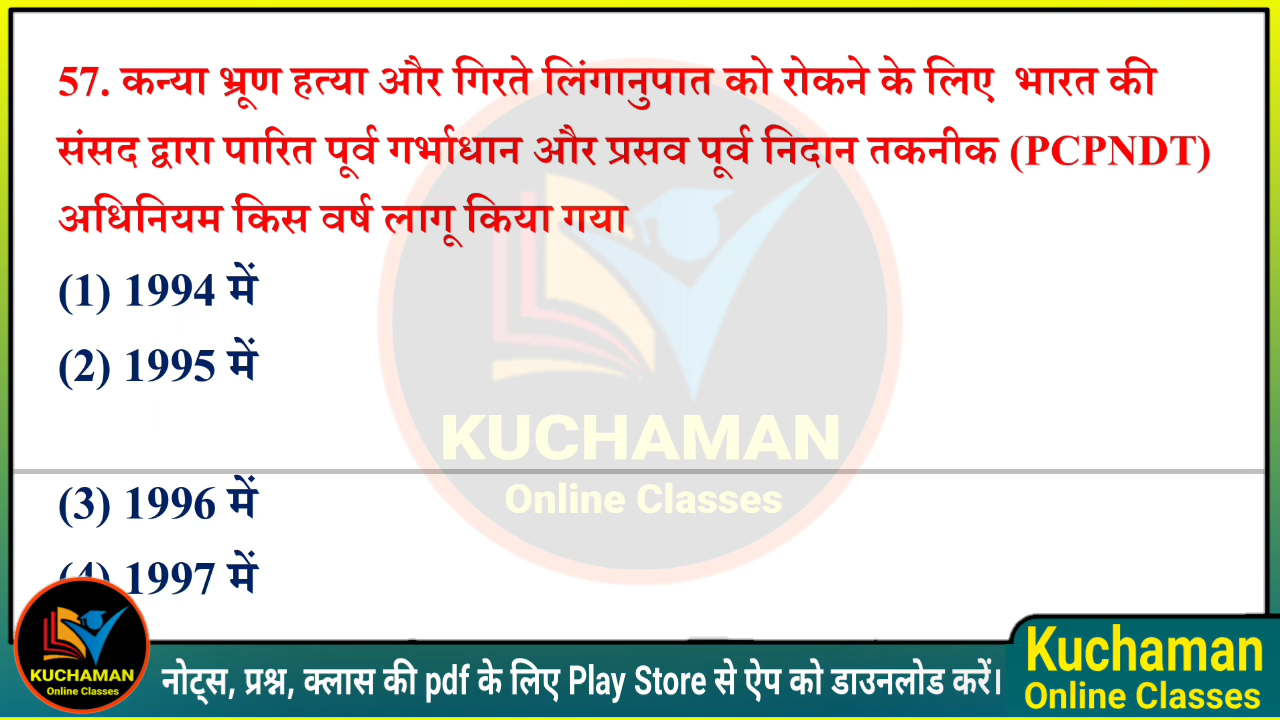 57. कन्या भ्रूण हत्या और गिरते लिंगानुपात को रोकने के लिए भारत की
संसद द्वारा पारित पूर्व गर्भाधान और प्रसव पूर्व निदान तकनीक (PCPNDT)
अधिनियम किस वर्ष लागू किया गया
(1) 1994 में
(2) 1995 में
KUCHAMAN
Online Classes
(3) 1996 में
(4) 1997 में
KUCHAMAN
Online Classes
नोट्स, प्रश्न, क्लास की pdf के लिए Play Store से ऐप को डाउनलोड करें।
Kuchaman
Online Classes